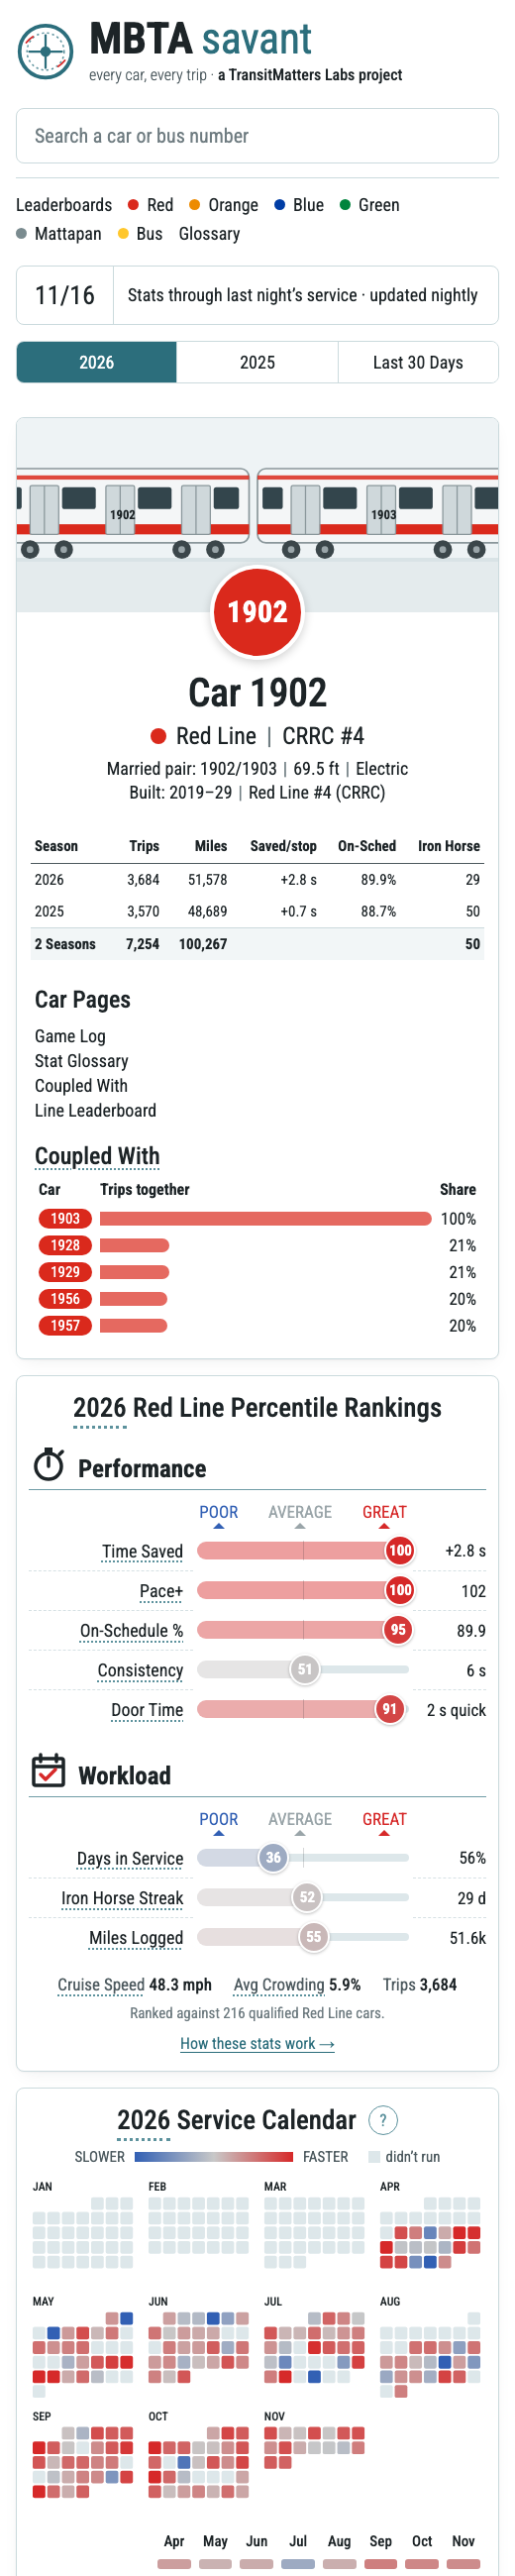 MBTA savant
every car, every trip · a TransitMatters Labs project
Search a car or bus number
Leaderboards Red Orange Blue Green
Mattapan Bus Glossary
11/16 Stats through last night’s service · updated nightly
2026 2025 Last 30 Days
1902 1903
1902
Car 1902
Red Line | CRRC #4
Married pair: 1902/1903 | 69.5 ft | Electric
Built: 2019–29 | Red Line #4 (CRRC)
Season Trips Miles Saved/stop On-Sched Iron Horse
2026 3,684 51,578 +2.8 s 89.9% 29
2025 3,570 48,689 +0.7 s 88.7% 50
2 Seasons 7,254 100,267 50
Car Pages
Game Log
Stat Glossary
Coupled With
Line Leaderboard
Coupled With
Car Trips together Share
1903 100%
1928 21%
1929 21%
1956 20%
1957 20%
2026 Red Line Percentile Rankings
Performance
POOR AVERAGE GREAT
Time Saved 100 +2.8 s
Pace+ 100 102
On-Schedule % 95 89.9
Consistency 51 6 s
Door Time 91 2 s quick
Workload
POOR AVERAGE GREAT
Days in Service 36 56%
Iron Horse Streak 52 29 d
Miles Logged 55 51.6k
Cruise Speed 48.3 mph Avg Crowding 5.9% Trips 3,684
Ranked against 216 qualified Red Line cars.
How these stats work →
2026 Service Calendar ?
SLOWER FASTER didn’t run
JAN FEB MAR APR
MAY JUN JUL AUG
SEP OCT NOV
Apr May Jun Jul Aug Sep Oct Nov